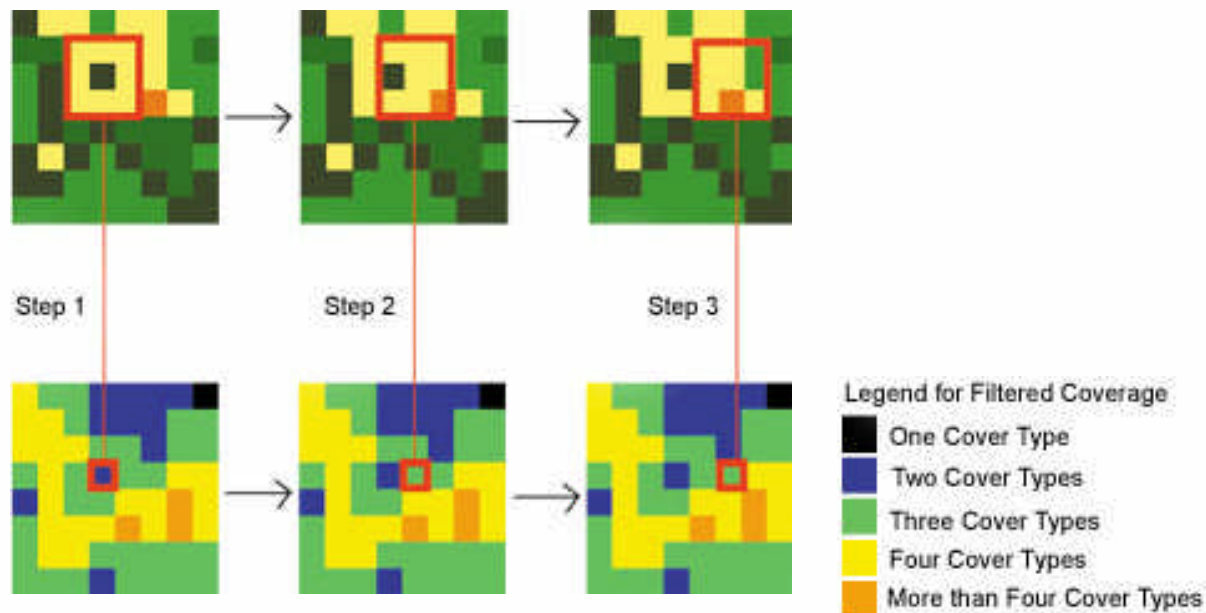 Step 1
Step 2
Step 3
Legend for Filtered Coverage
One Cover Type
Two Cover Types
Three Cover Types
Four Cover Types
More than Four Cover Types